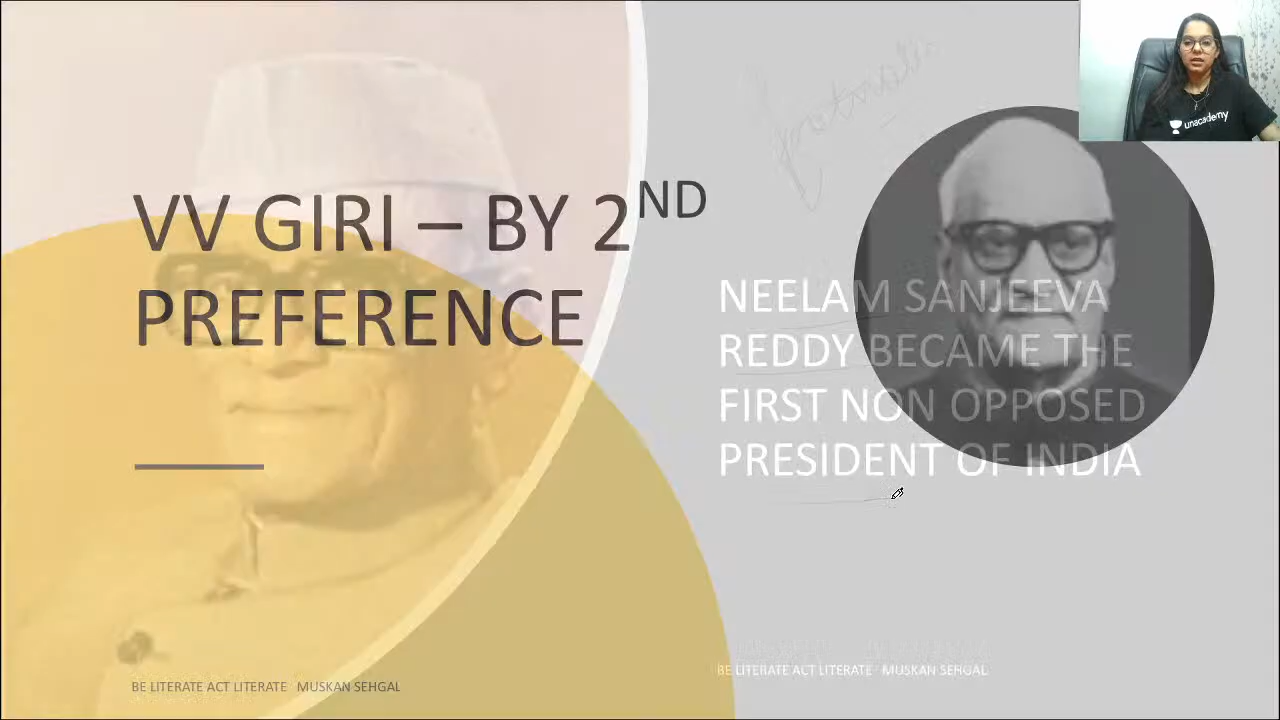 VV GIRI – BY 2ND
PREFERENCE
NEELAM SANJEEVA
REDDY BECAME THE
FIRST NON OPPOSED
PRESIDENT OF INDIA
BE LITERATE ACT LITERATE MUSKAN SEHGAL
BE LITERATE ACT LITERATE MUSKAN SEHGAL
unacademy